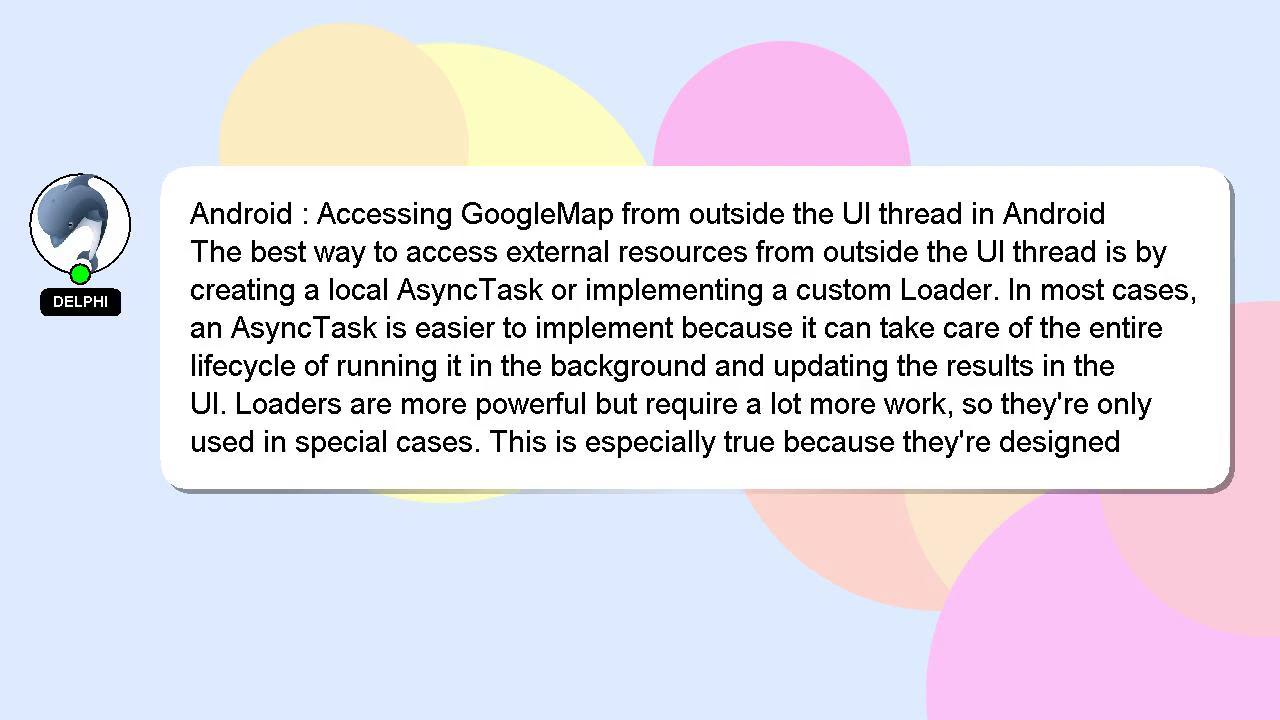 Android : Accessing GoogleMap from outside the UI thread in Android
The best way to access external resources from outside the UI thread is by
creating a local AsyncTask or implementing a custom Loader. In most cases,
an AsyncTask is easier to implement because it can take care of the entire
lifecycle of running it in the background and updating the results in the
UI. Loaders are more powerful but require a lot more work, so they're only
used in special cases. This is especially true because they're designed
DELPHI